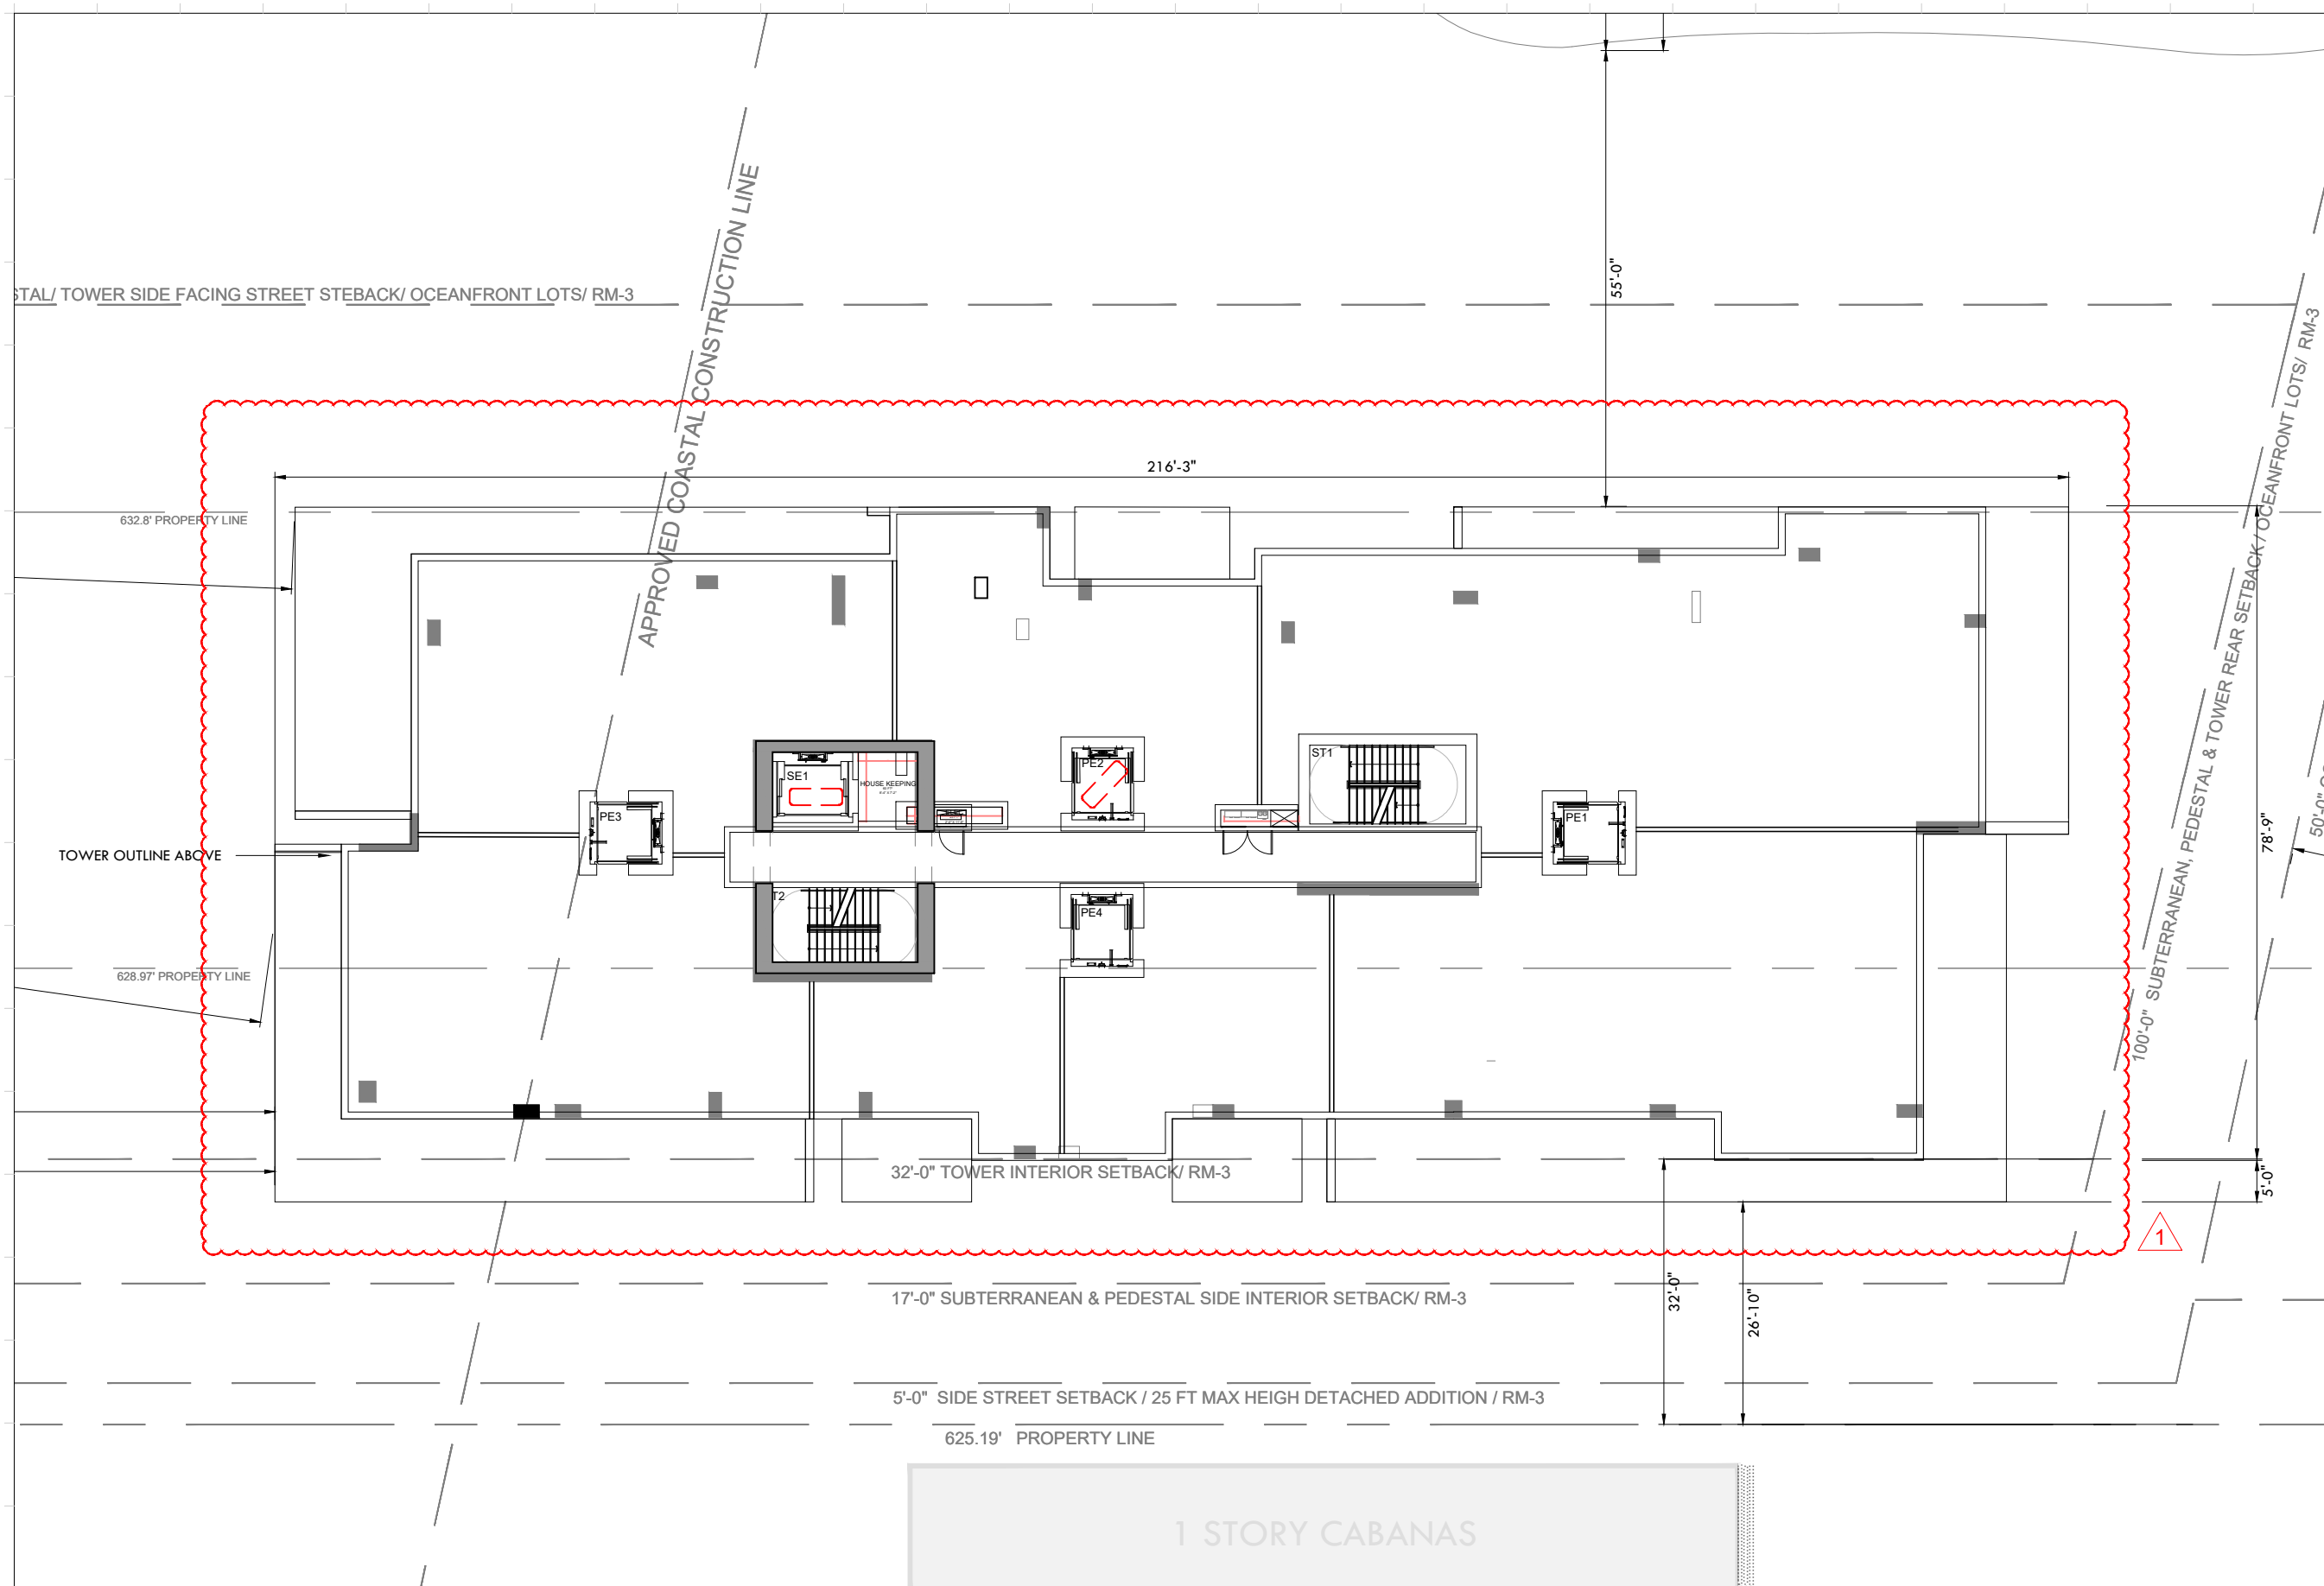 APPROVED COASTAL CONSTRUCTION LINE
55'-0"
STAL/ TOWER SIDE FACING STREET STEBACK/ OCEANFRONT LOTS/ RM-3
100'-0" SUBTERRANEAN, PEDESTAL & TOWER REAR SETBACK / OCEANFRONT LOTS/ RM-3
216'-3"
632.8' PROPERTY LINE
SE1
HOUSE KEEPING
PE2
ST1
PE3
PE1
TOWER OUTLINE ABOVE
78'-9"
50'-0"
T2
PE4
628.97' PROPERTY LINE
32'-0" TOWER INTERIOR SETBACK/ RM-3
5'-0"
1
17'-0" SUBTERRANEAN & PEDESTAL SIDE INTERIOR SETBACK/ RM-3
32'-0"
26'-10"
5'-0" SIDE STREET SETBACK / 25 FT MAX HEIGH DETACHED ADDITION / RM-3
625.19' PROPERTY LINE
1 STORY CABANAS